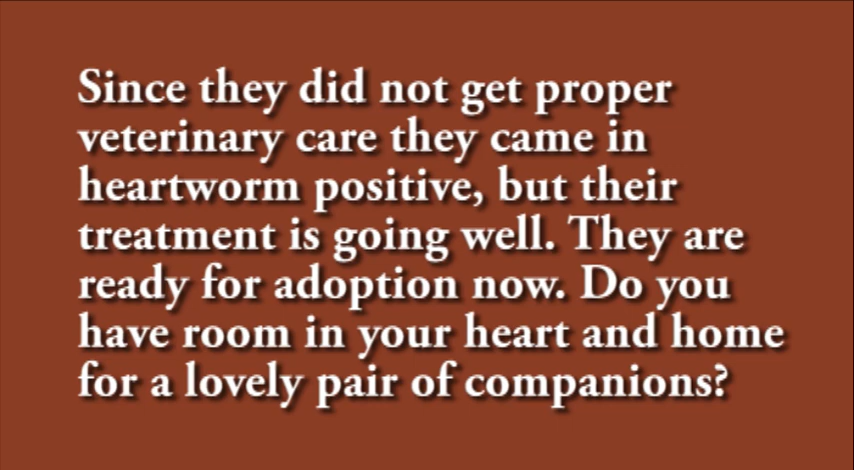 Since they did not get proper
veterinary care they came in
heartworm positive, but their
treatment is going well. They are
ready for adoption now. Do you
have room in your heart and home
for a lovely pair of companions?